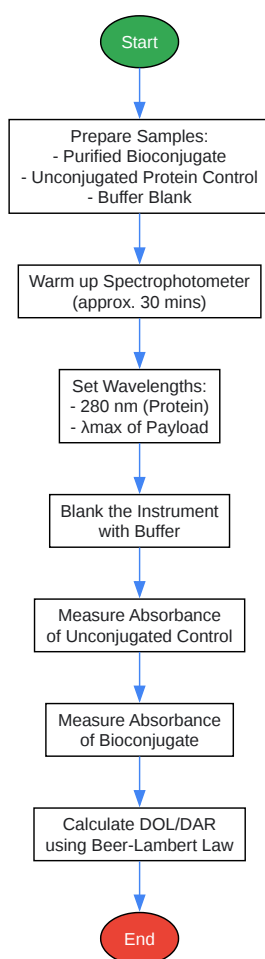 Start
Prepare Samples:
- Purified Bioconjugate
- Unconjugated Protein Control
- Buffer Blank
Warm up Spectrophotometer
(approx. 30 mins)
Set Wavelengths:
- 280 nm (Protein)
- λmax of Payload
Blank the Instrument
with Buffer
Measure Absorbance
of Unconjugated Control
Measure Absorbance
of Bioconjugate
Calculate DOL/DAR
using Beer-Lambert Law
End